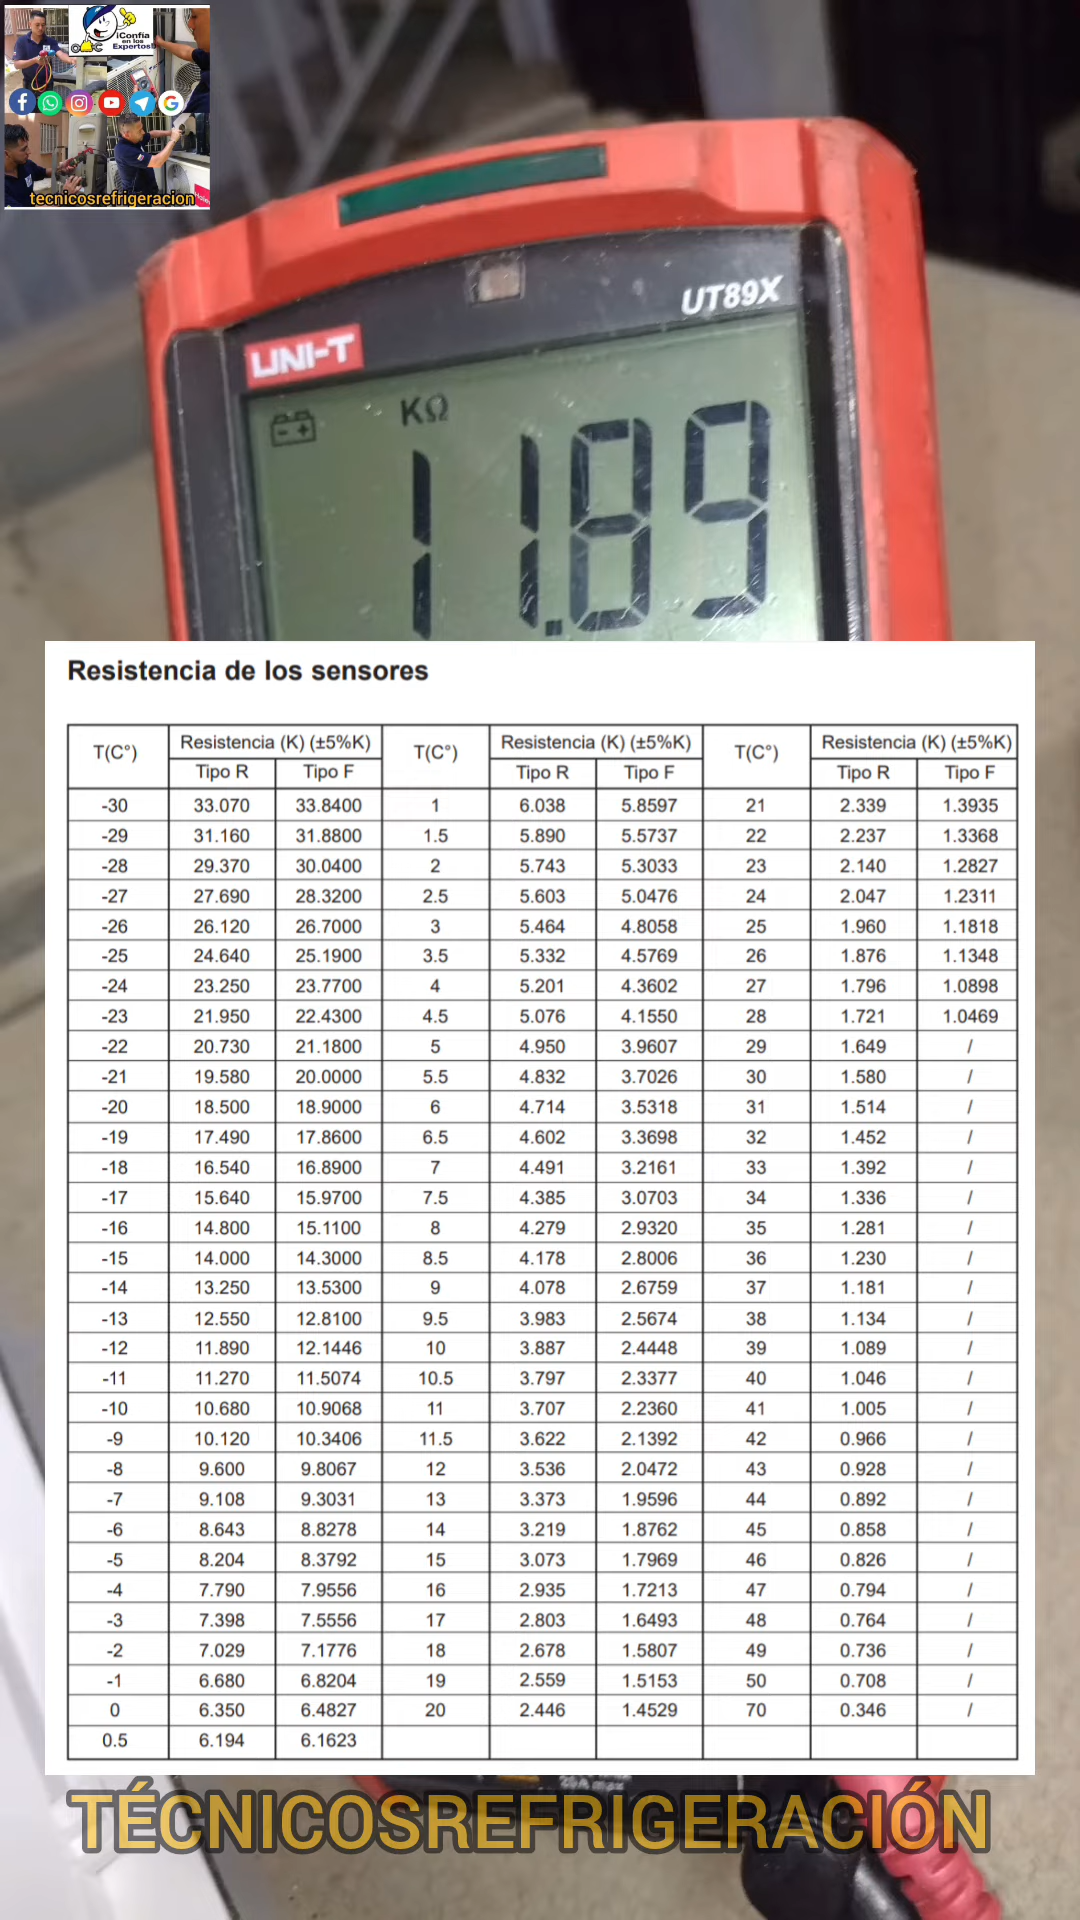 ¡Confía
en los
Expertos!
tecnicosrefrigeracion
UT89X
UNI-T
KΩ
11.89
Resistencia de los sensores
T(C°) Resistencia (K) (±5%K) T(C°) Resistencia (K) (±5%K) T(C°) Resistencia (K) (±5%K)
Tipo R Tipo F Tipo R Tipo F Tipo R Tipo F
-30 33.070 33.8400 1 6.038 5.8597 21 2.339 1.3935
-29 31.160 31.8800 1.5 5.890 5.5737 22 2.237 1.3368
-28 29.370 30.0400 2 5.743 5.3033 23 2.140 1.2827
-27 27.690 28.3200 2.5 5.603 5.0476 24 2.047 1.2311
-26 26.120 26.7000 3 5.464 4.8058 25 1.960 1.1818
-25 24.640 25.1900 3.5 5.332 4.5769 26 1.876 1.1348
-24 23.250 23.7700 4 5.201 4.3602 27 1.796 1.0898
-23 21.950 22.4300 4.5 5.076 4.1550 28 1.721 1.0469
-22 20.730 21.1800 5 4.950 3.9607 29 1.649 /
-21 19.580 20.0000 5.5 4.832 3.7026 30 1.580 /
-20 18.500 18.9000 6 4.714 3.5318 31 1.514 /
-19 17.490 17.8600 6.5 4.602 3.3698 32 1.452 /
-18 16.540 16.8900 7 4.491 3.2161 33 1.392 /
-17 15.640 15.9700 7.5 4.385 3.0703 34 1.336 /
-16 14.800 15.1100 8 4.279 2.9320 35 1.281 /
-15 14.000 14.3000 8.5 4.178 2.8006 36 1.230 /
-14 13.250 13.5300 9 4.078 2.6759 37 1.181 /
-13 12.550 12.8100 9.5 3.983 2.5674 38 1.134 /
-12 11.890 12.1446 10 3.887 2.4448 39 1.089 /
-11 11.270 11.5074 10.5 3.797 2.3377 40 1.046 /
-10 10.680 10.9068 11 3.707 2.2360 41 1.005 /
-9 10.120 10.3406 11.5 3.622 2.1392 42 0.966 /
-8 9.600 9.8067 12 3.536 2.0472 43 0.928 /
-7 9.108 9.3031 13 3.373 1.9596 44 0.892 /
-6 8.643 8.8278 14 3.219 1.8762 45 0.858 /
-5 8.204 8.3792 15 3.073 1.7969 46 0.826 /
-4 7.790 7.9556 16 2.935 1.7213 47 0.794 /
-3 7.398 7.5556 17 2.803 1.6493 48 0.764 /
-2 7.029 7.1776 18 2.678 1.5807 49 0.736 /
-1 6.680 6.8204 19 2.559 1.5153 50 0.708 /
0 6.350 6.4827 20 2.446 1.4529 70 0.346 /
0.5 6.194 6.1623
20A max
TÉCNICOSREFRIGERACIÓN